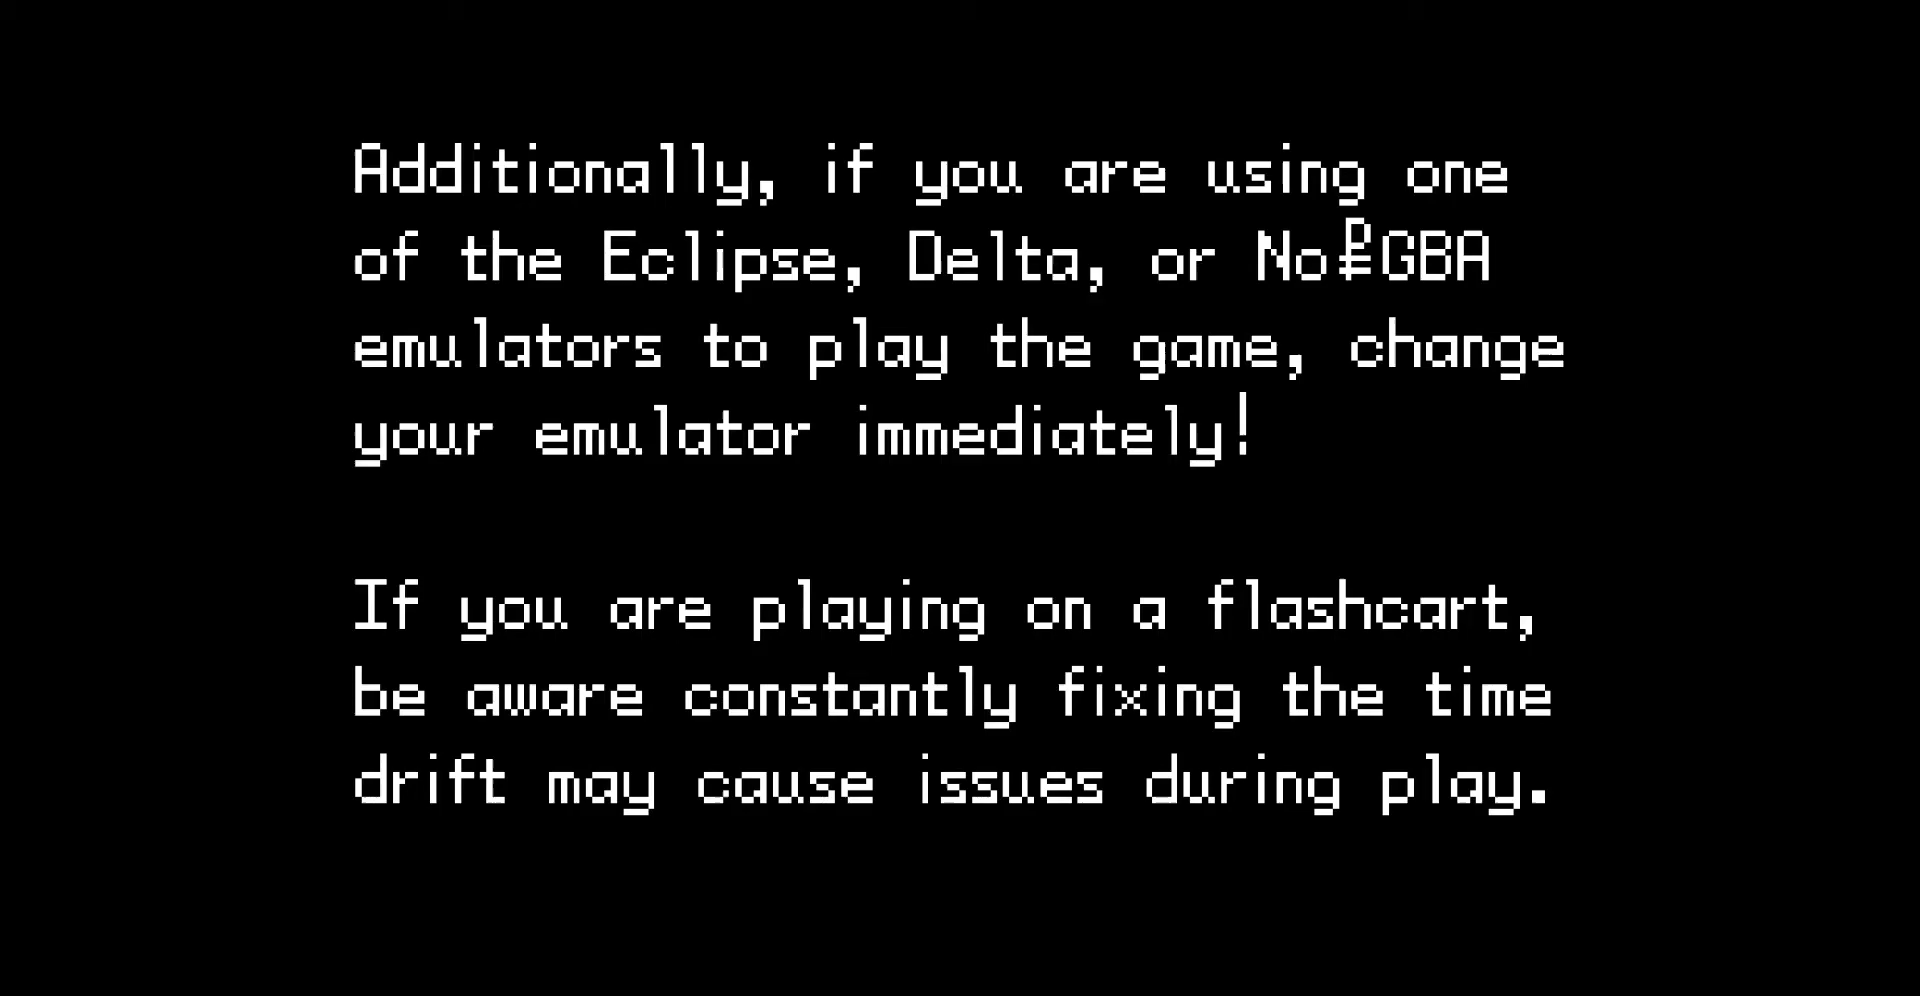 Additionally, if you are using one
of the Eclipse, Delta, or No₽GBA
emulators to play the game, change
your emulator immediately!
If you are playing on a flashcart,
be aware constantly fixing the time
drift may cause issues during play.